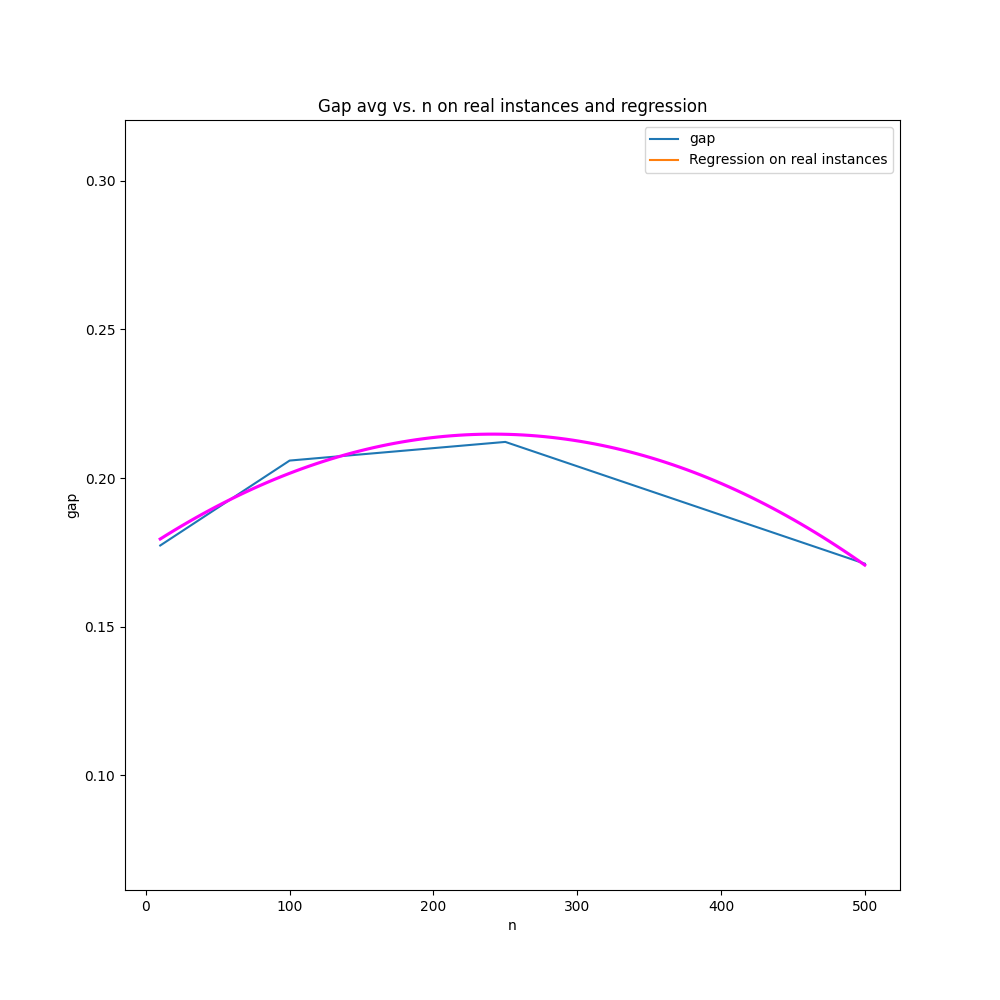 Gap avg vs. n on real instances and regression
gap
Regression on real instances
0.30
0.25
0.20
0.15
0.10
gap
0 100 200 300 400 500
n